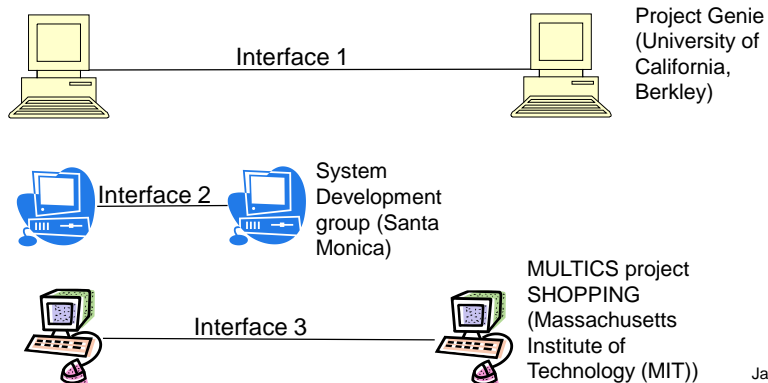 Project Genie
(University of
California,
Berkley)
Interface 1
System
Development
group (Santa
Monica)
Interface 2
MULTICS project
SHOPPING
(Massachusetts
Institute of
Technology (MIT))
Interface 3
Ja